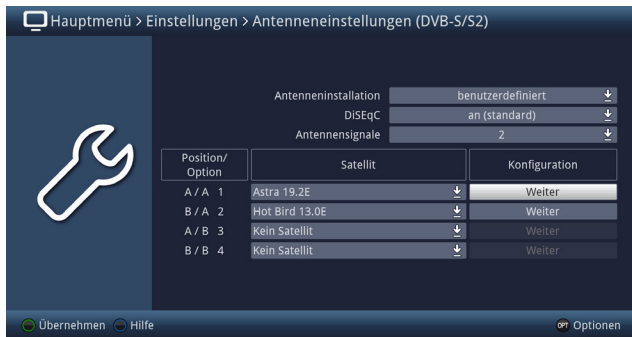 Hauptmenü > Einstellungen > Antenneneinstellungen (DVB-S/S2)
Antenneninstallation benutzerdefiniert
DiSEqC an (standard)
Antennensignale 2
Position/
Option Satellit Konfiguration
A / A 1 Astra 19.2E Weiter
B / A 2 Hot Bird 13.0E Weiter
A / B 3 Kein Satellit Weiter
B / B 4 Kein Satellit Weiter
Übernehmen Hilfe OPT Optionen